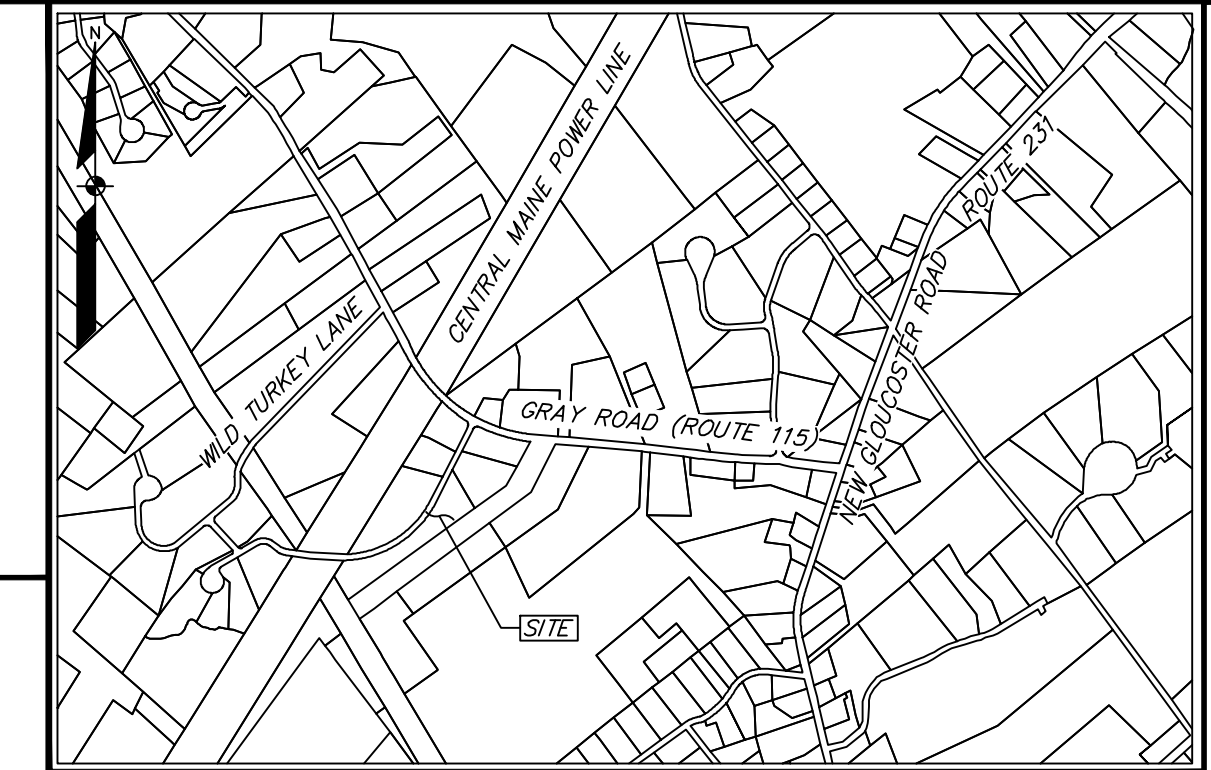 N
CENTRAL MAINE POWER LINE
ROUTE 231
WILD TURKEY LANE
NEW GLOUCOSTER ROAD
GRAY ROAD (ROUTE 115)
SITE